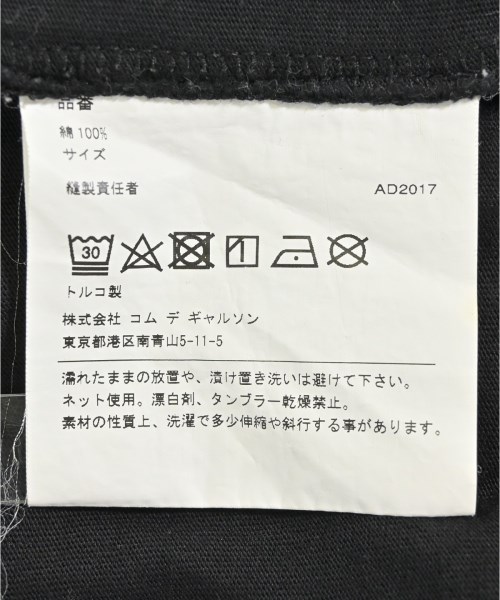 品番
綿100%
サイズ
縫製責任者 AD2017
30
トルコ製
株式会社 コム デ ギャルソン
東京都港区南青山5-11-5
濡れたままの放置や、漬け置き洗いは避けて下さい。
ネット使用。漂白剤、タンブラー乾燥禁止。
素材の性質上、洗濯で多少伸縮や斜行する事があります。